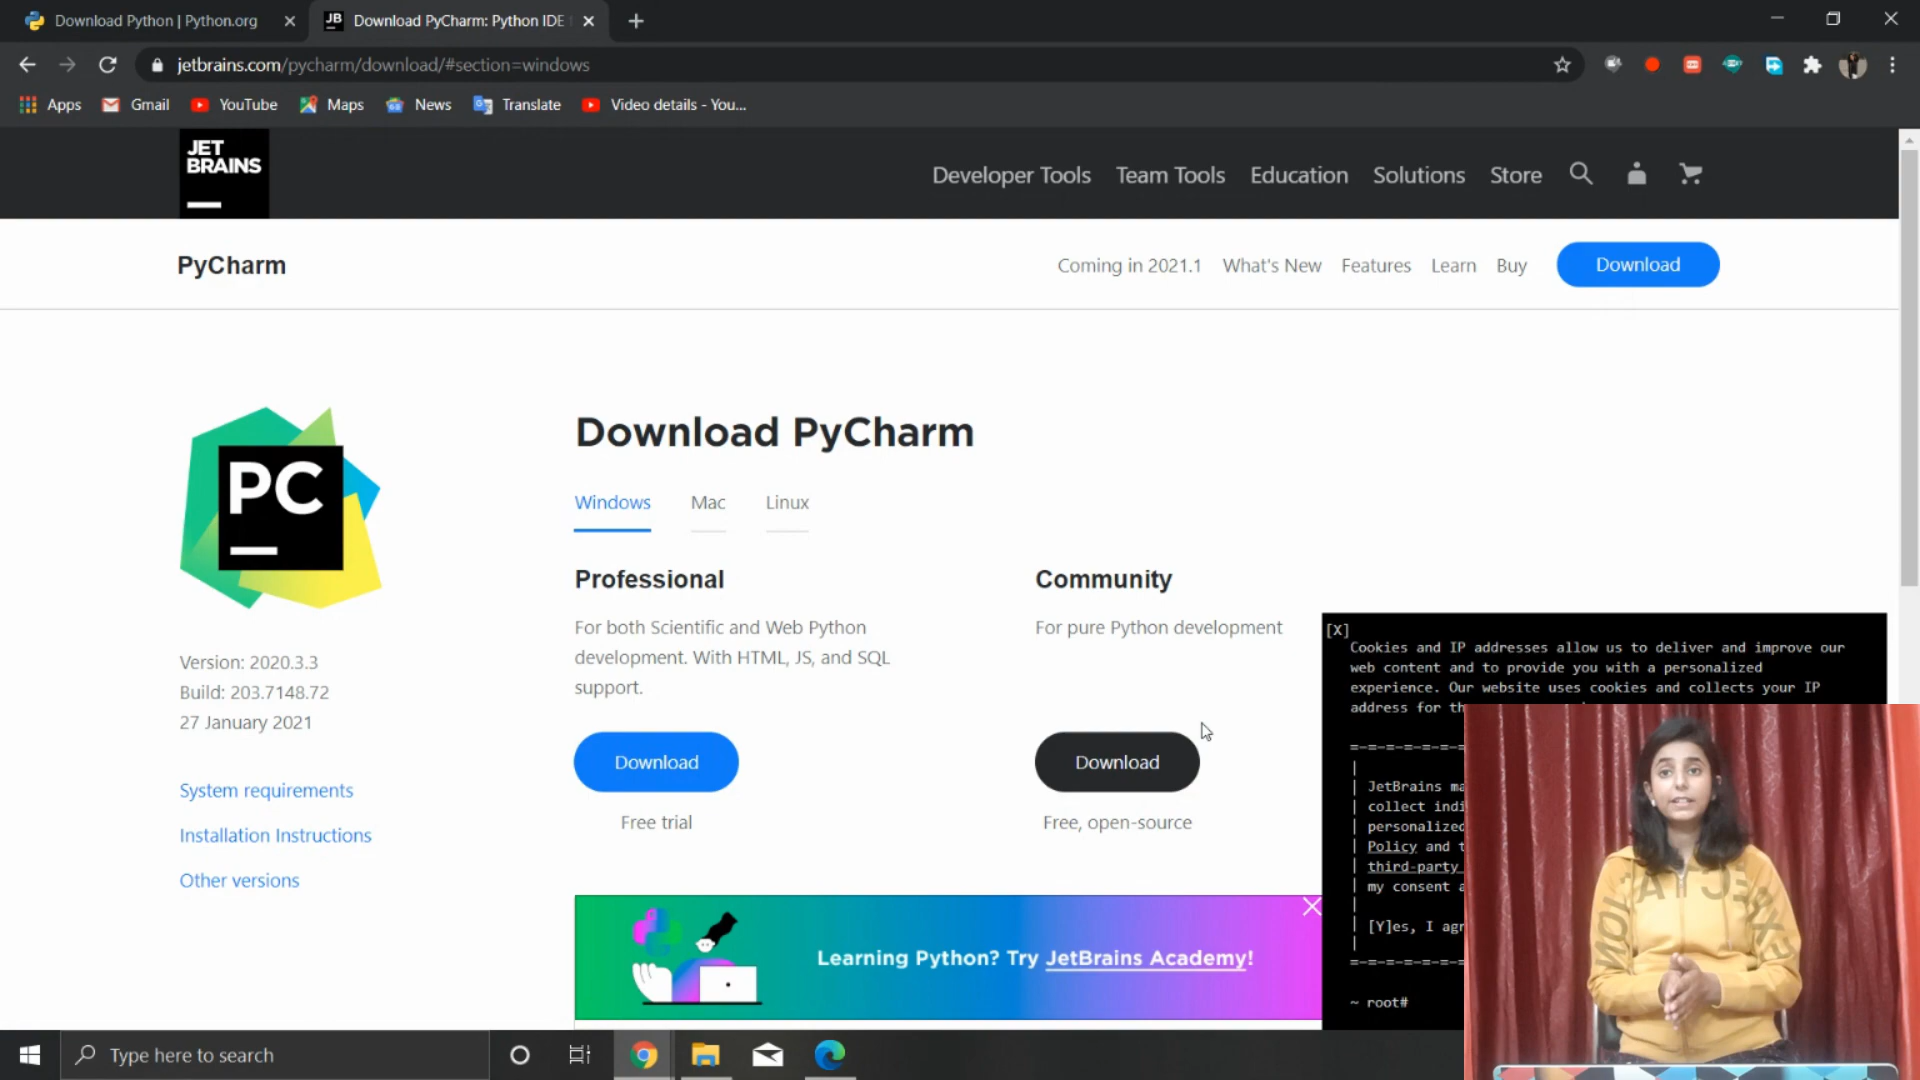 Download Python | Python.org
JB
Download PyCharm: Python IDE
jetbrains.com/pycharm/download/#section=windows
Apps
Gmail
YouTube
Maps
News
Translate
Video details - You...
JET
BRAINS
Developer Tools
Team Tools
Education
Solutions
Store
PyCharm
Coming in 2021.1
What's New
Features
Learn
Buy
Download
PC
Version: 2020.3.3
Build: 203.7148.72
27 January 2021
System requirements
Installation Instructions
Other versions
Download PyCharm
Windows
Mac
Linux
Professional
For both Scientific and Web Python
development. With HTML, JS, and SQL
support.
Download
Free trial
Community
For pure Python development
Download
Free, open-source
Learning Python? Try JetBrains Academy!
[X]
Cookies and IP addresses allow us to deliver and improve our
web content and to provide you with a personalized
experience. Our website uses cookies and collects your IP
address for
JetBrains
collect
personalized
Policy and
third-party
my consent
[Y]es, I
~ root#
Type here to search